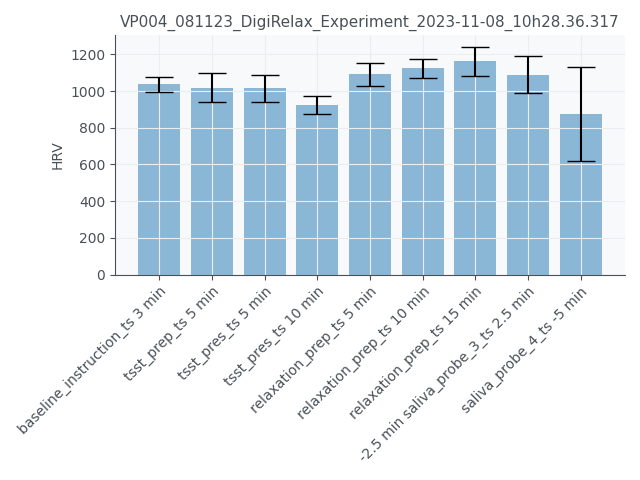 VP004_081123_DigiRelax_Experiment_2023-11-08_10h28.36.317
HRV
1200
1000
800
600
400
200
0
baseline_instruction_ts 3 min
tsst_prep_ts 5 min
tsst_pres_ts 5 min
tsst_pres_ts 10 min
relaxation_prep_ts 5 min
relaxation_prep_ts 10 min
relaxation_prep_ts 15 min
-2.5 min saliva_probe_3_ts 2.5 min
saliva_probe_4_ts -5 min